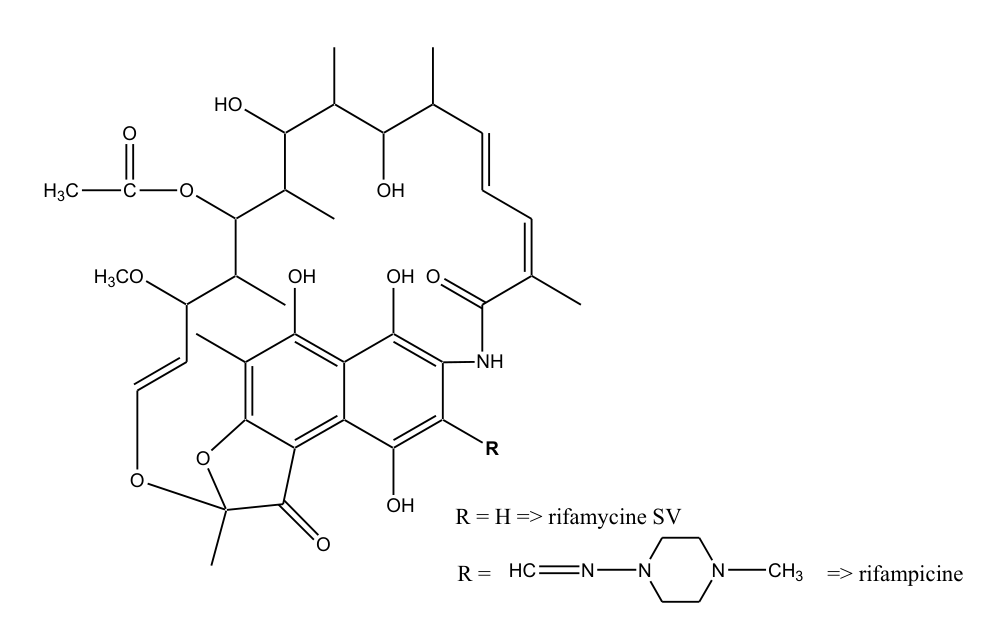 HO
O
OH
H₃C C O
H₃CO OH OH O
NH
O R
O OH
R = H => rifamycine SV
O
R = HC N N N CH₃ => rifampicine